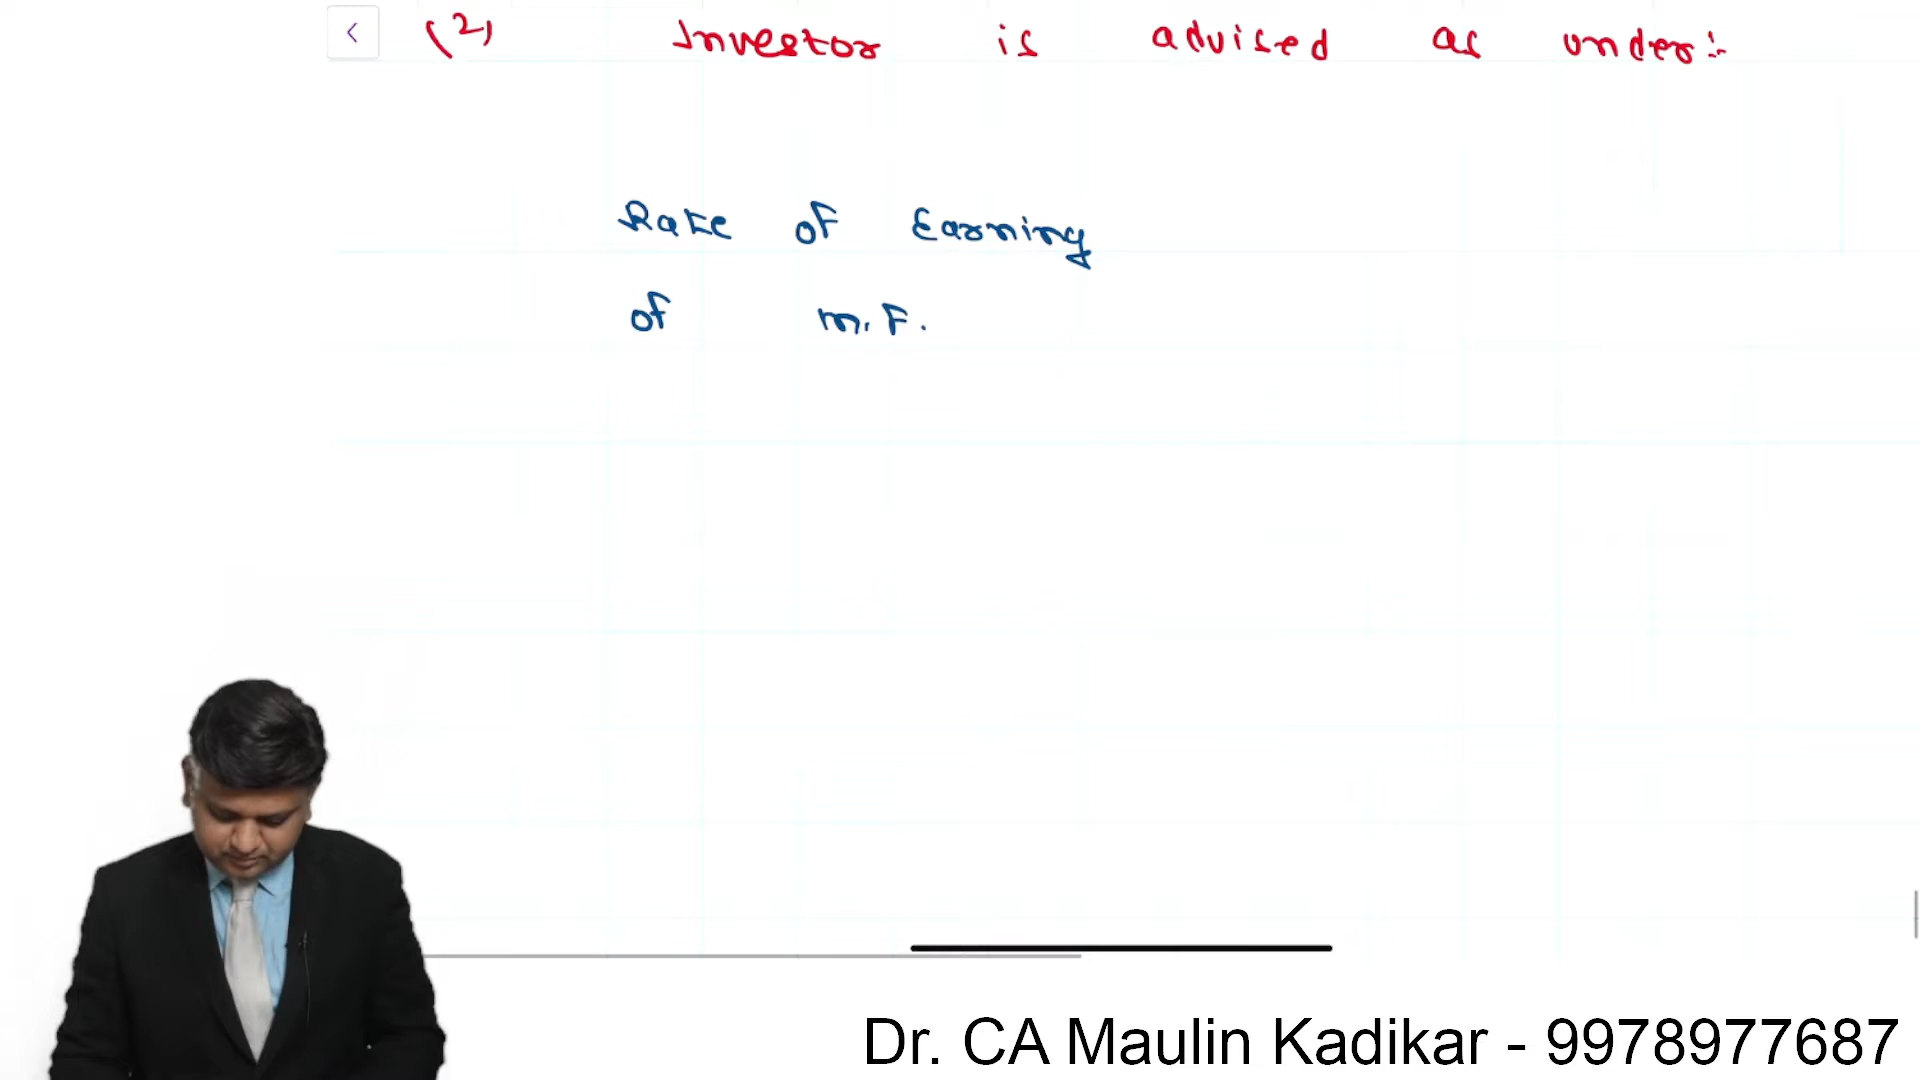 (2) Investor is advised as under:-
Rate of Earning
of M.F.
Dr. CA Maulin Kadikar - 9978977687